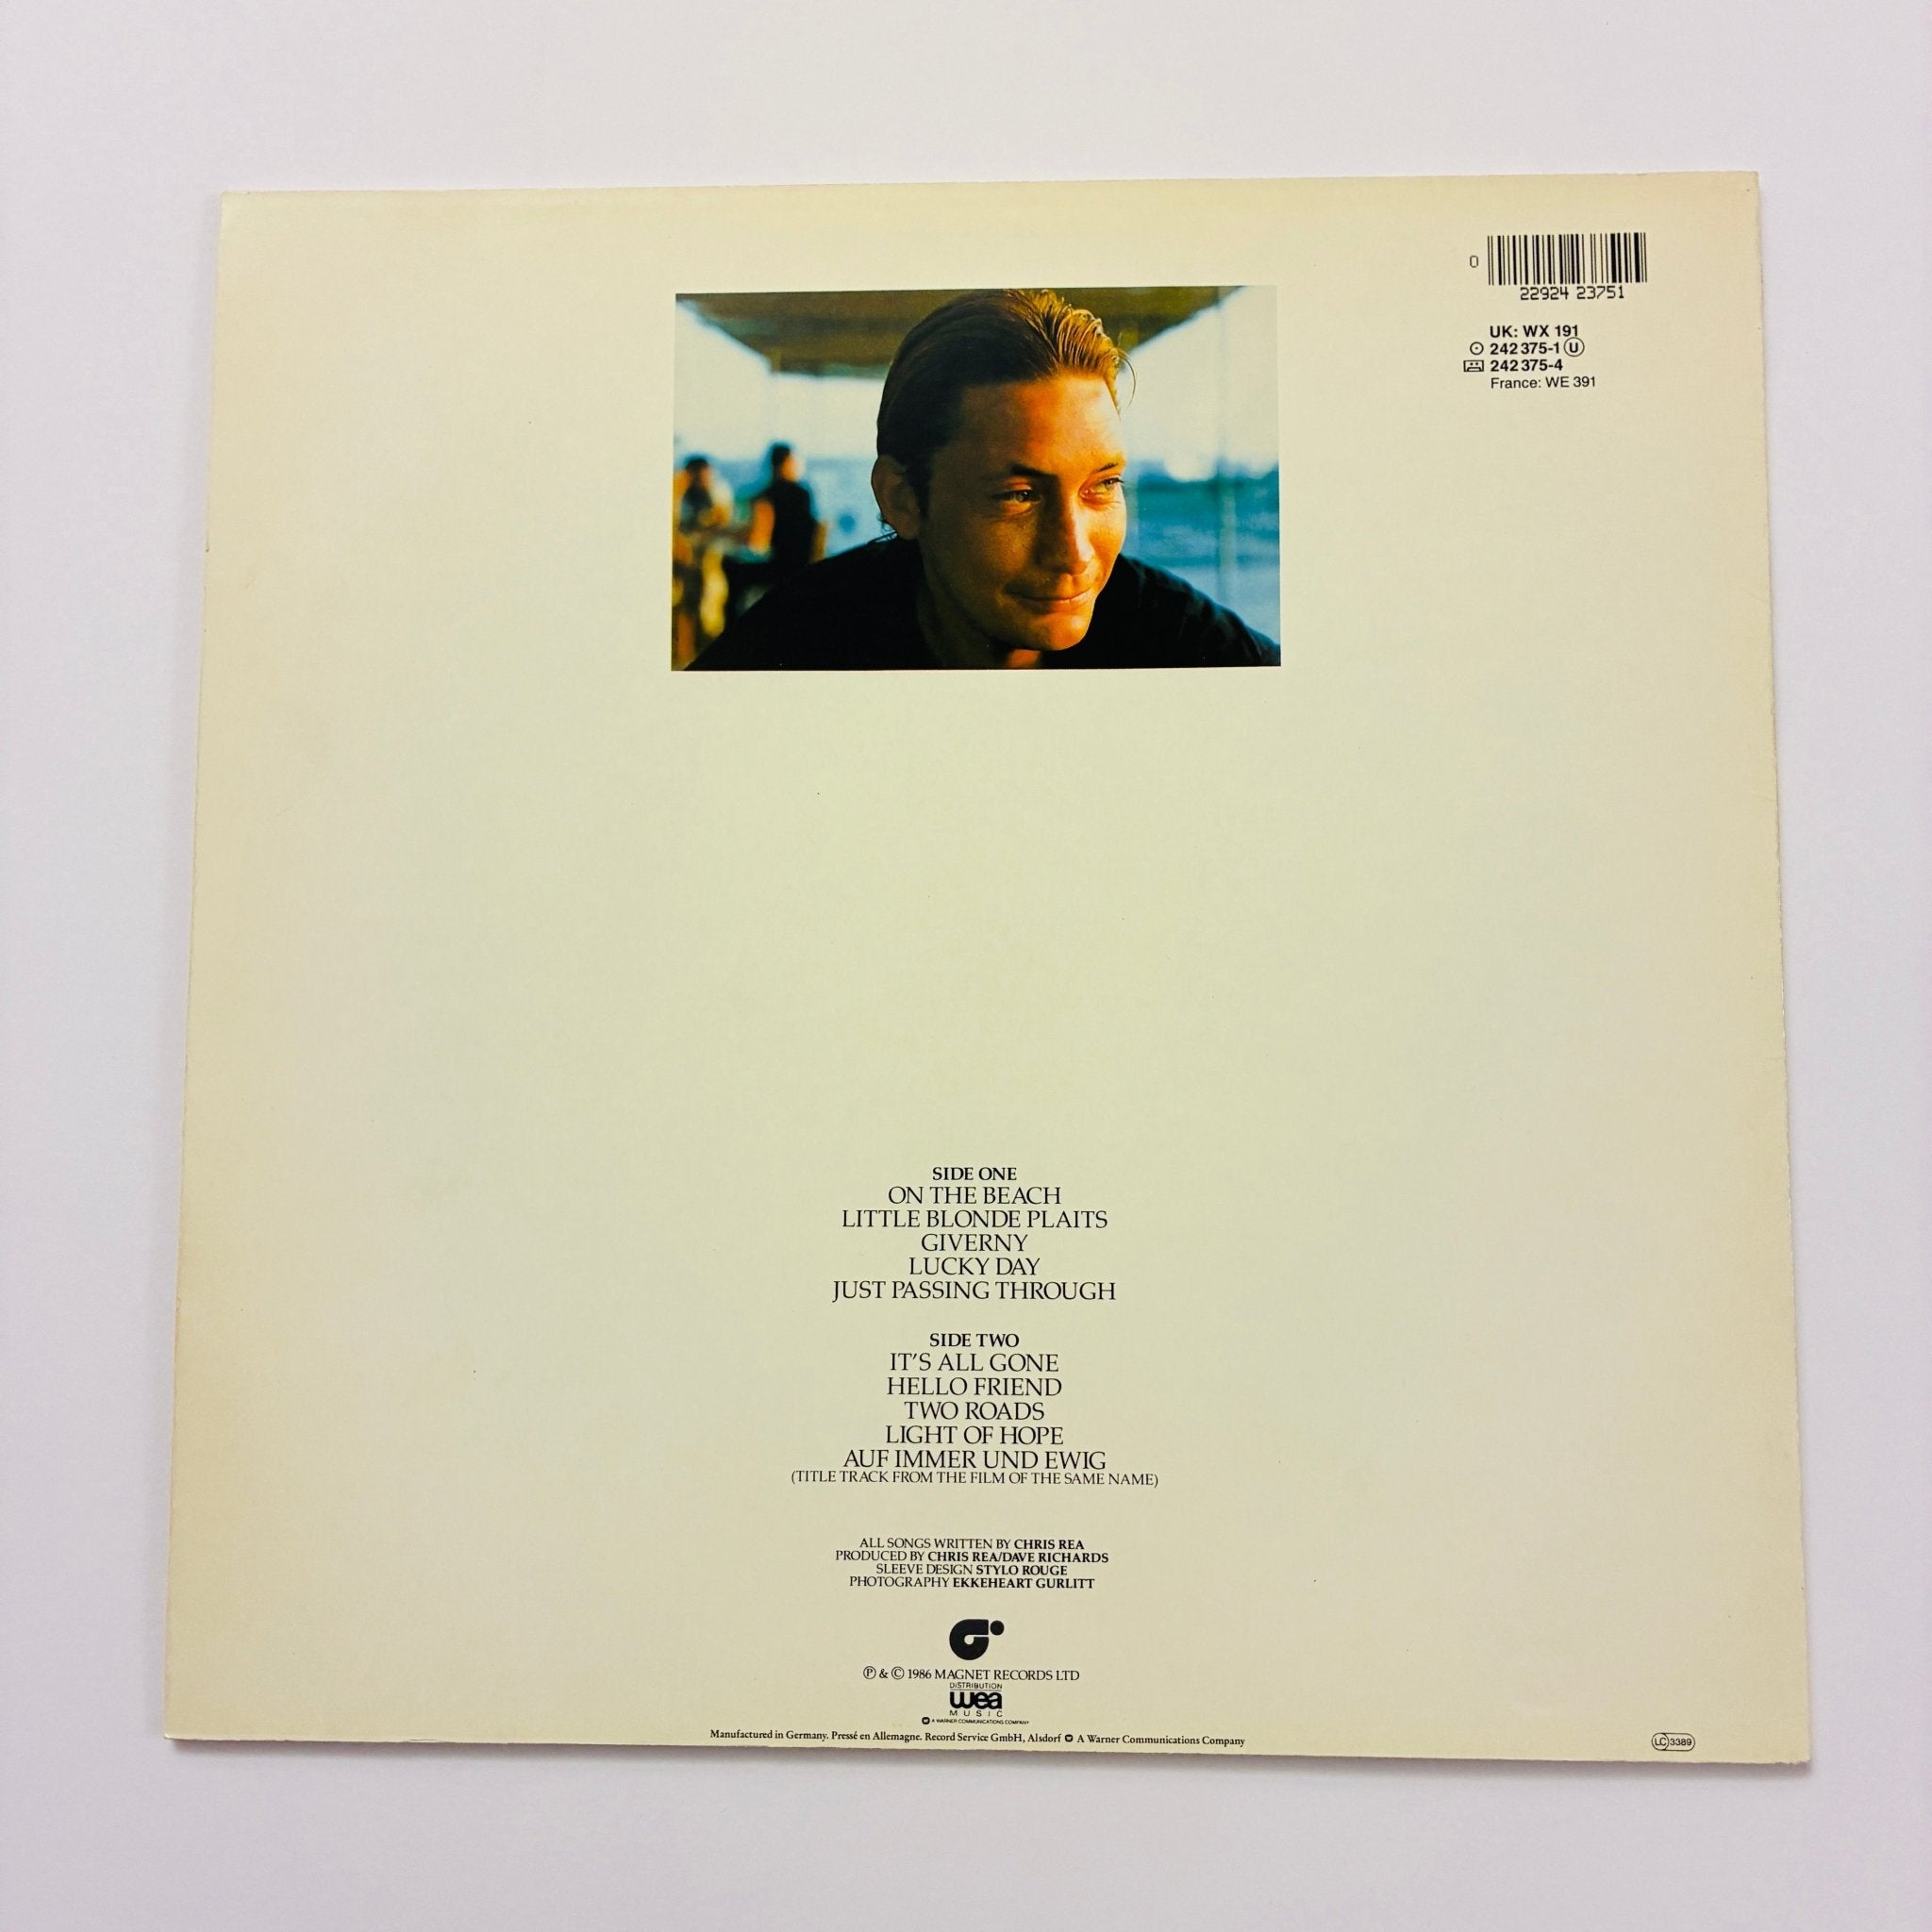 0
22924 23751
UK: WX 191
242 375-1 U
242 375-4
France: WE 391
SIDE ONE
ON THE BEACH
LITTLE BLONDE PLAITS
GIVERNY
LUCKY DAY
JUST PASSING THROUGH
SIDE TWO
IT'S ALL GONE
HELLO FRIEND
TWO ROADS
LIGHT OF HOPE
AUF IMMER UND EWIG
(TITLE TRACK FROM THE FILM OF THE SAME NAME)
ALL SONGS WRITTEN BY CHRIS REA
PRODUCED BY CHRIS REA/DAVE RICHARDS
SLEEVE DESIGN STYLO ROUGE
PHOTOGRAPHY EKKEHEART GURLITT
℗ & © 1986 MAGNET RECORDS LTD
DISTRIBUTION
wea
MUSIC
A WARNER COMMUNICATIONS COMPANY
Manufactured in Germany. Pressé en Allemagne. Record Service GmbH, Alsdorf A Warner Communications Company
LC 3389